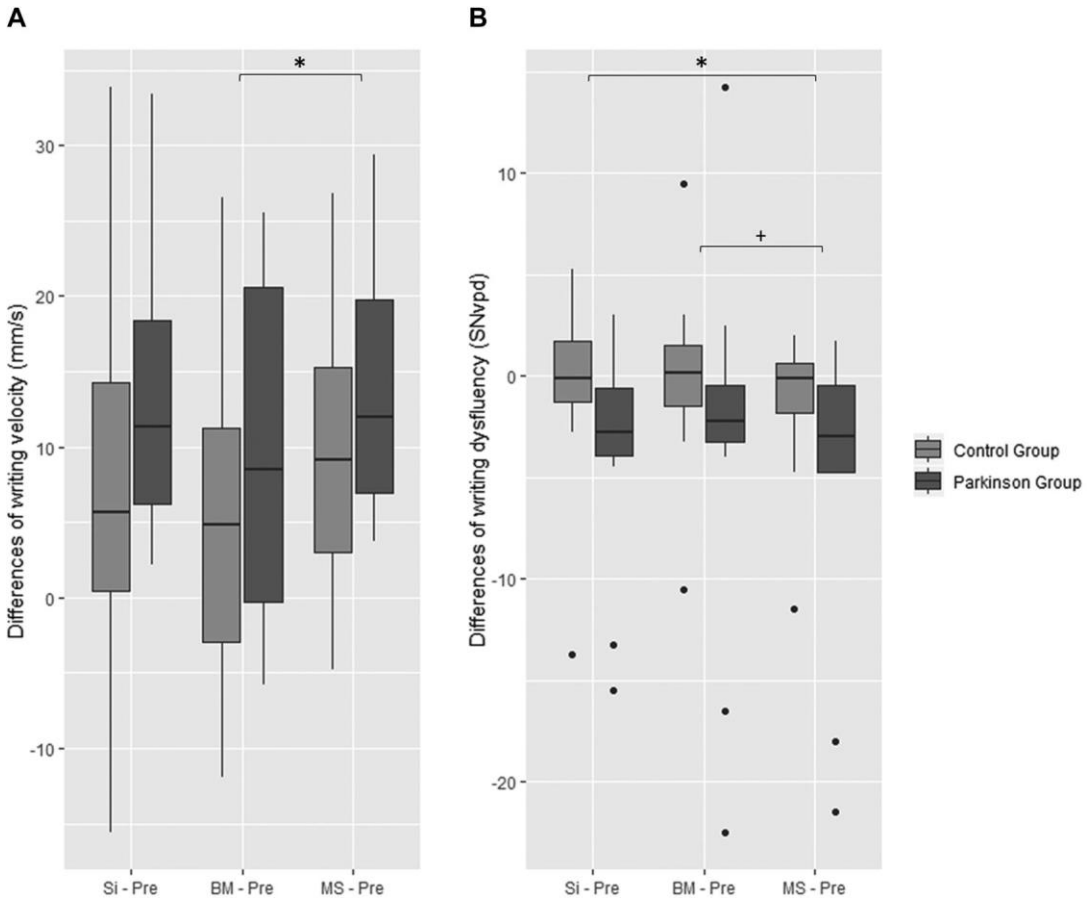 A
B
Differences of writing velocity (mm/s)
30
20
10
0
-10
*
Si - Pre
BM - Pre
MS - Pre
Differences of writing dysfluency (SNvpd)
10
0
-10
-20
*
+
Si - Pre
BM - Pre
MS - Pre
Control Group
Parkinson Group